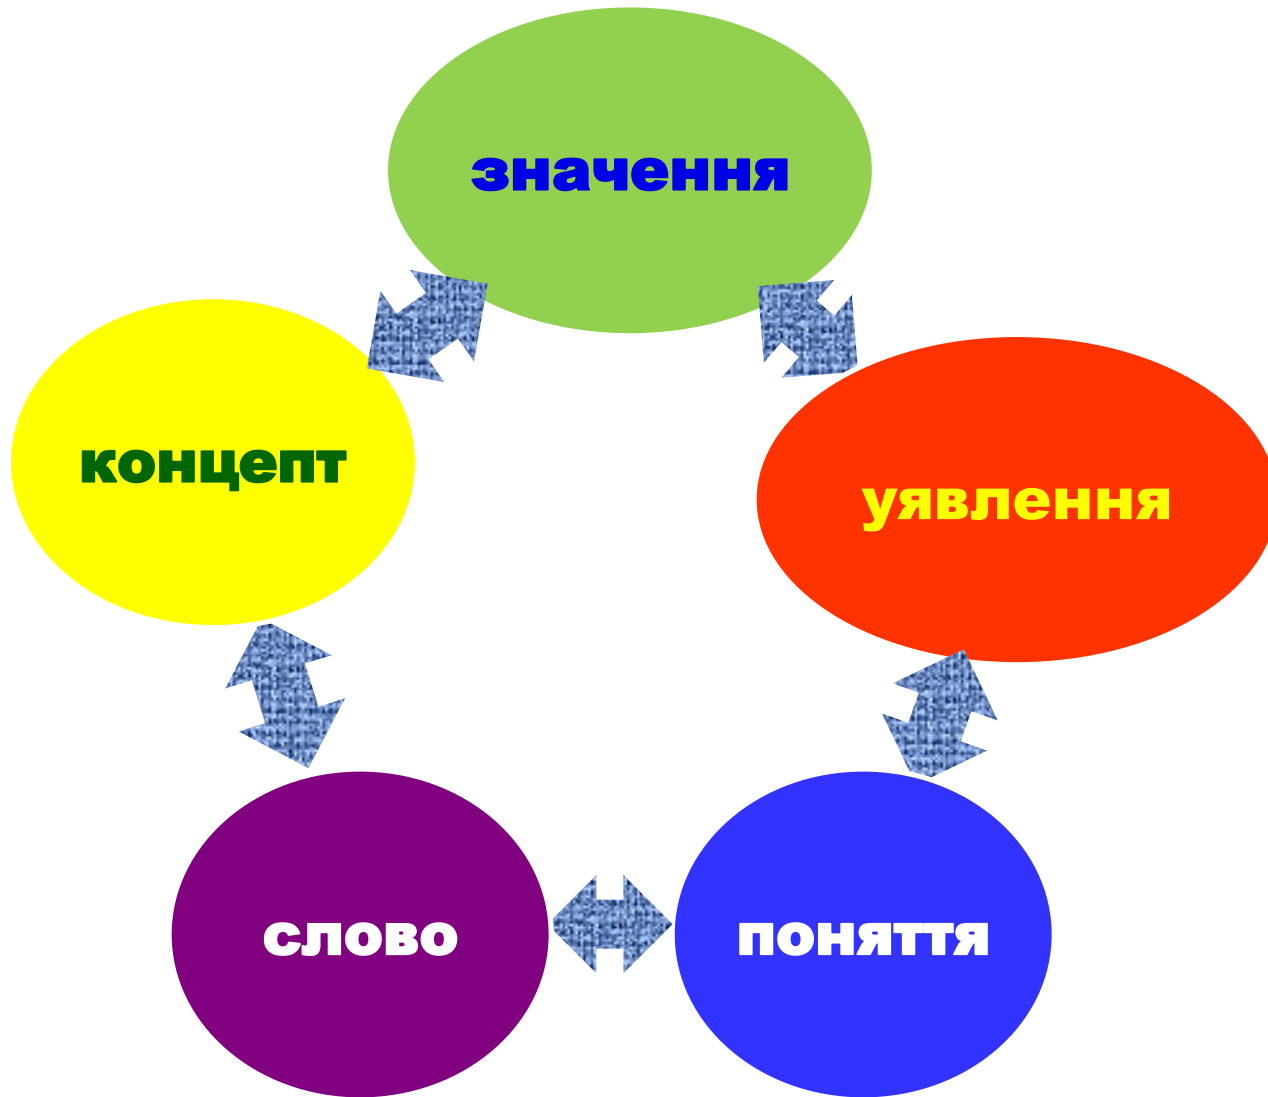 значення
концепт
уявлення
слово
поняття